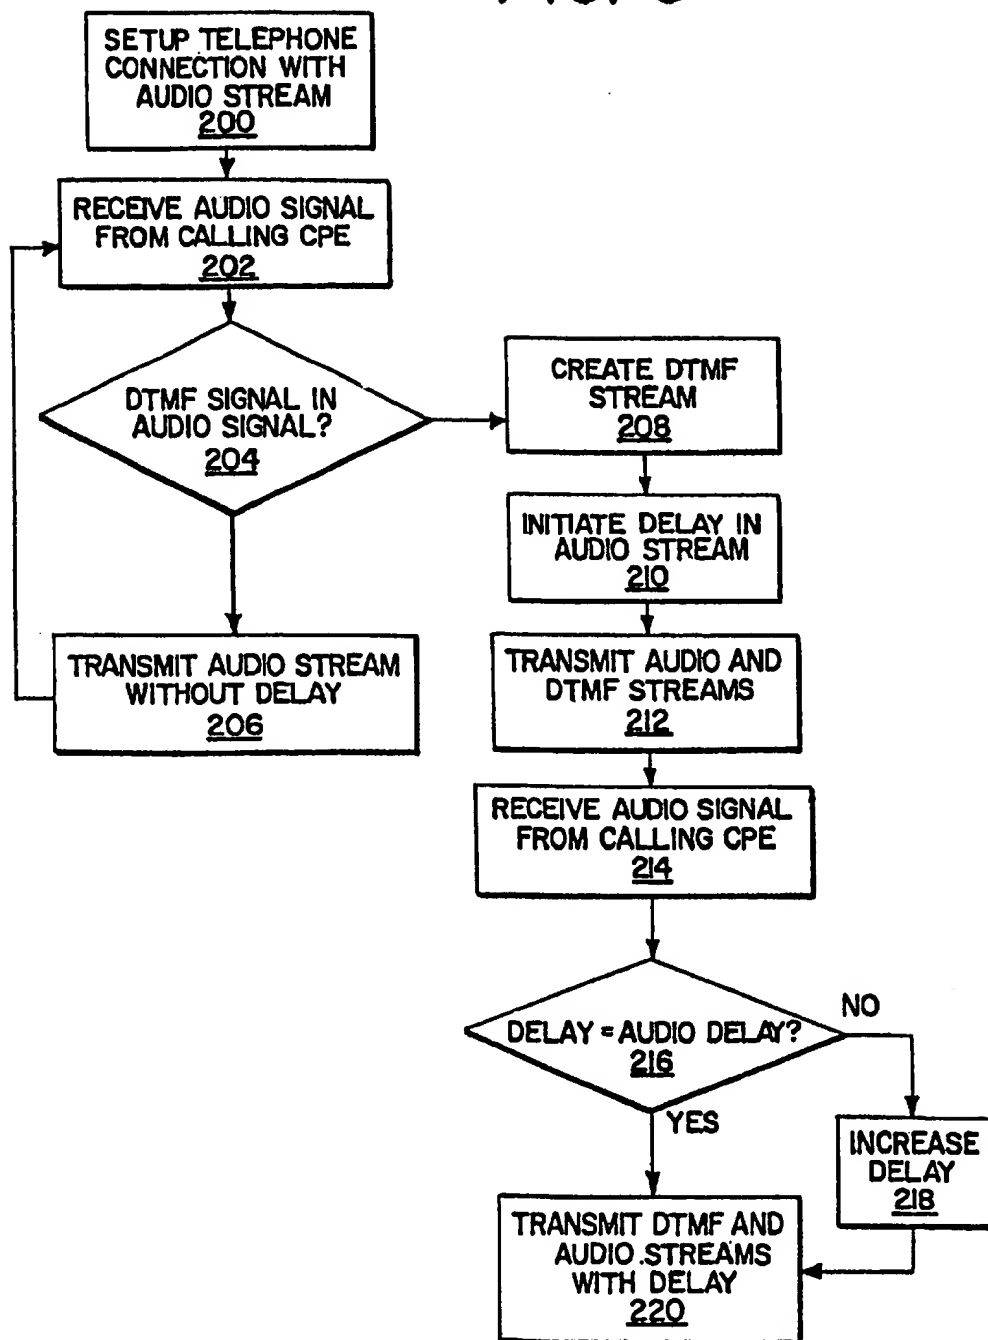 SETUP TELEPHONE
CONNECTION WITH
AUDIO STREAM
200
RECEIVE AUDIO SIGNAL
FROM CALLING CPE
202
DTMF SIGNAL IN
AUDIO SIGNAL?
204
TRANSMIT AUDIO STREAM
WITHOUT DELAY
206
CREATE DTMF
STREAM
208
INITIATE DELAY IN
AUDIO STREAM
210
TRANSMIT AUDIO AND
DTMF STREAMS
212
RECEIVE AUDIO SIGNAL
FROM CALLING CPE
214
DELAY = AUDIO DELAY?
216
NO
YES
INCREASE
DELAY
218
TRANSMIT DTMF AND
AUDIO STREAMS
WITH DELAY
220